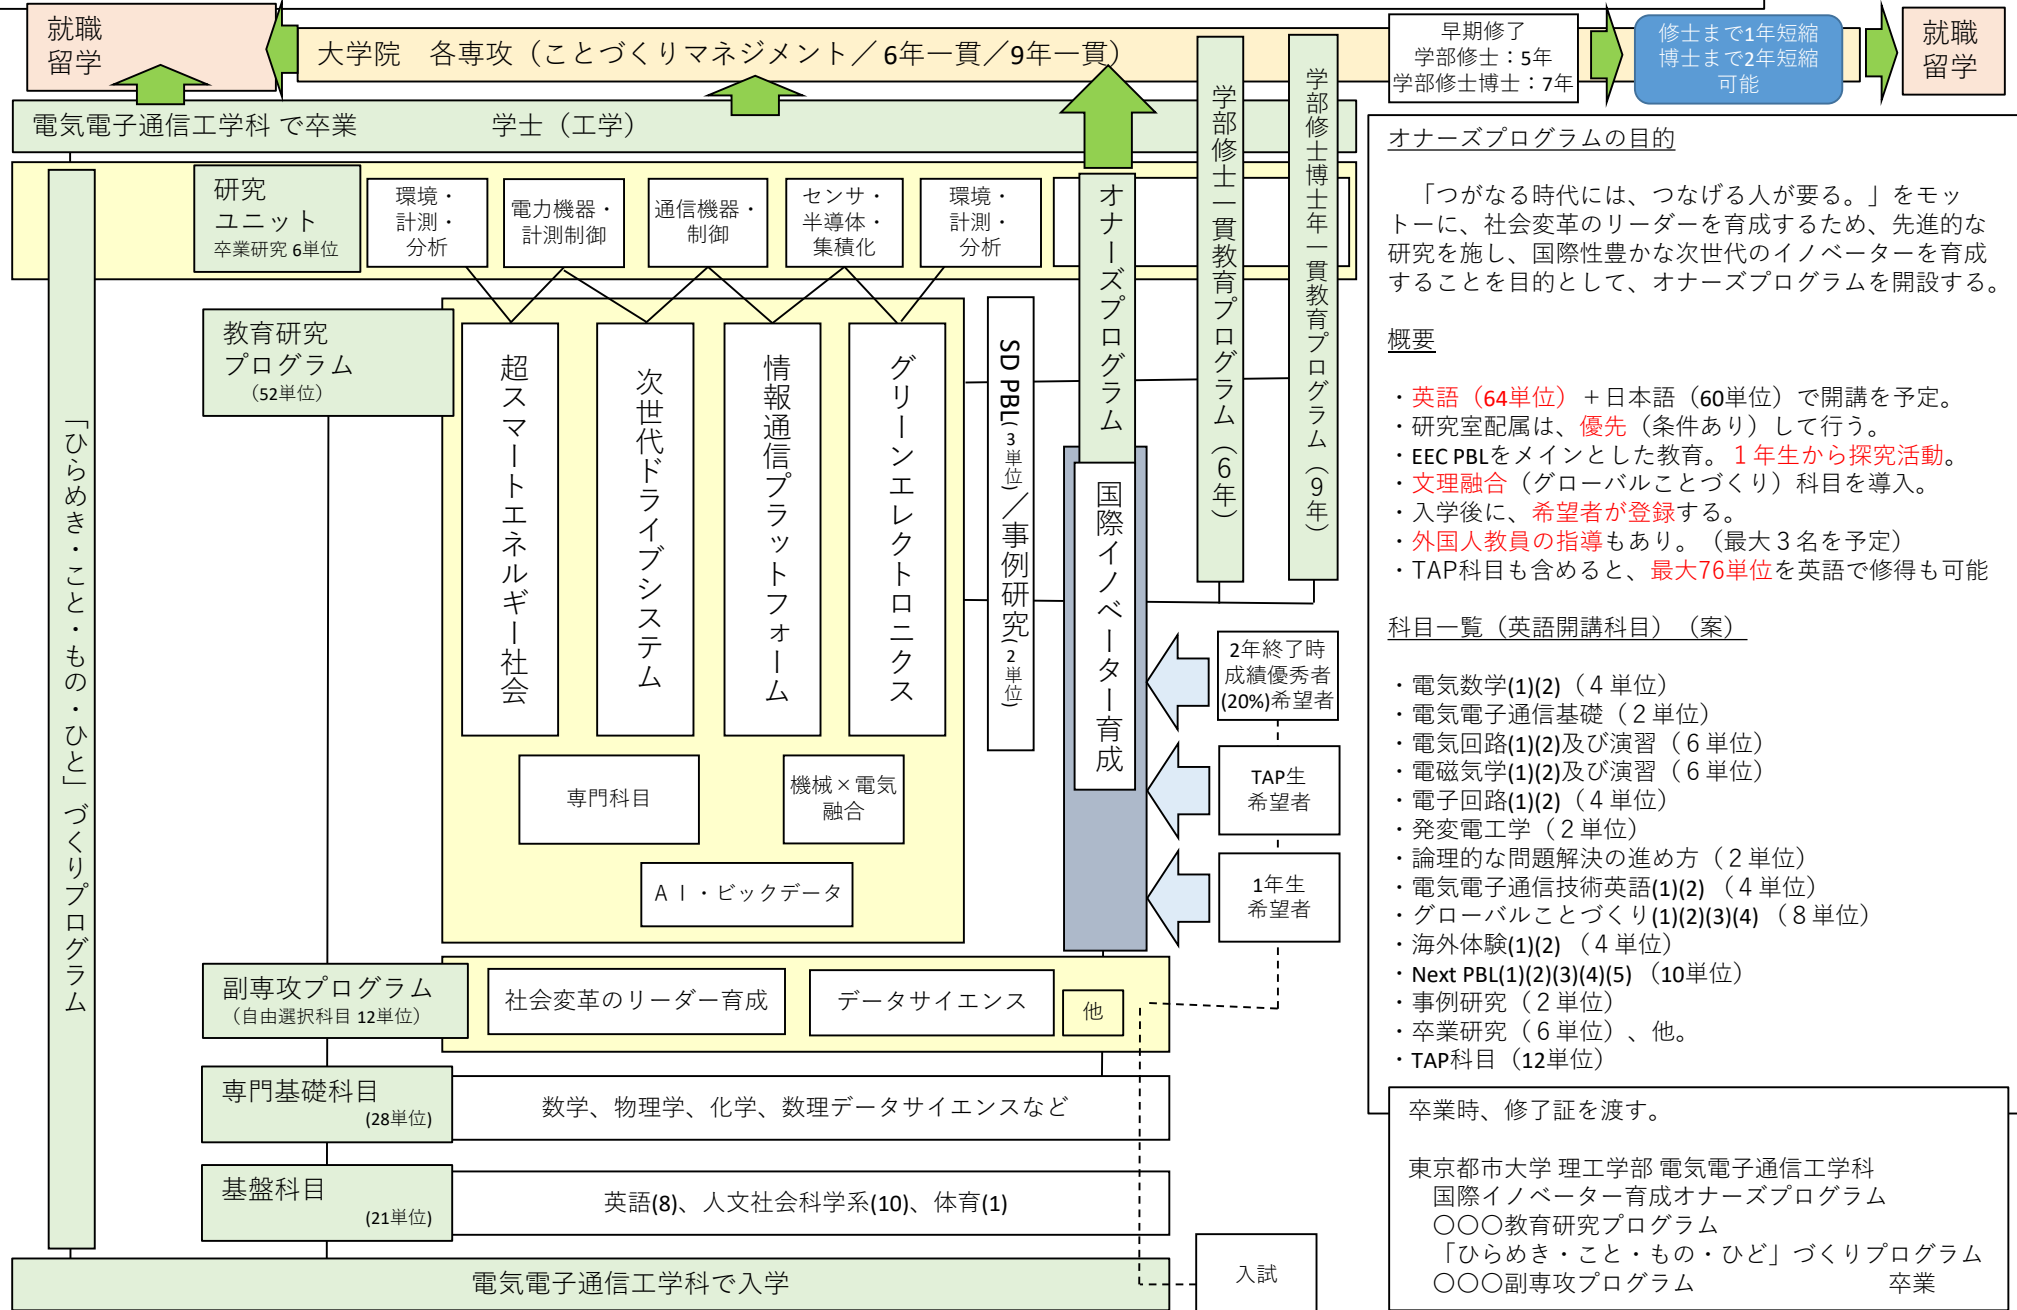 就職
留学
大学院　各専攻（ことづくりマネジメント／6年一貫／9年一貫）
早期修了
学部修士：5年
学部修士博士：7年
修士まで1年短縮
博士まで2年短縮
可能
就職
留学
電気電子通信工学科 で卒業　　　　　学士（工学）
「ひらめき・こと・もの・ひと」づくりプログラム
研究
ユニット
卒業研究 6単位
環境・
計測・
分析
電力機器・
計測制御
通信機器・
制御
センサ・
半導体・
集積化
環境・
計測・
分析
オナーズプログラム
学部修士一貫教育プログラム（6年）
学部修士博士年一貫教育プログラム（9年）
教育研究
プログラム
（52単位）
超スマートエネルギー社会
次世代ドライブシステム
情報通信プラットフォーム
グリーンエレクトロニクス
SD PBL(3単位)／事例研究(2単位)
国際イノベーター育成
専門科目
機械×電気
融合
ＡＩ・ビックデータ
2年終了時
成績優秀者
(20%)希望者
TAP生
希望者
1年生
希望者
副専攻プログラム
（自由選択科目 12単位）
社会変革のリーダー育成
データサイエンス
他
専門基礎科目
(28単位)
数学、物理学、化学、数理データサイエンスなど
基盤科目
(21単位)
英語(8)、人文社会科学系(10)、体育(1)
電気電子通信工学科で入学
入試
オナーズプログラムの目的
「つがなる時代には、つなげる人が要る。」をモッ
トーに、社会変革のリーダーを育成するため、先進的な
研究を施し、国際性豊かな次世代のイノベーターを育成
することを目的として、オナーズプログラムを開設する。
概要
・英語（64単位）＋日本語（60単位）で開講を予定。
・研究室配属は、優先（条件あり）して行う。
・EEC PBLをメインとした教育。１年生から探究活動。
・文理融合（グローバルことづくり）科目を導入。
・入学後に、希望者が登録する。
・外国人教員の指導もあり。（最大３名を予定）
・TAP科目も含めると、最大76単位を英語で修得も可能
科目一覧（英語開講科目）（案）
・電気数学(1)(2)（４単位）
・電気電子通信基礎（２単位）
・電気回路(1)(2)及び演習（６単位）
・電磁気学(1)(2)及び演習（６単位）
・電子回路(1)(2)（４単位）
・発変電工学（２単位）
・論理的な問題解決の進め方（２単位）
・電気電子通信技術英語(1)(2)（４単位）
・グローバルことづくり(1)(2)(3)(4)（８単位）
・海外体験(1)(2)（４単位）
・Next PBL(1)(2)(3)(4)(5)（10単位）
・事例研究（２単位）
・卒業研究（６単位）、他。
・TAP科目（12単位）
卒業時、修了証を渡す。
東京都市大学 理工学部 電気電子通信工学科
国際イノベーター育成オナーズプログラム
〇〇〇教育研究プログラム
「ひらめき・こと・もの・ひど」づくりプログラム
〇〇〇副専攻プログラム　　　　　　　　卒業